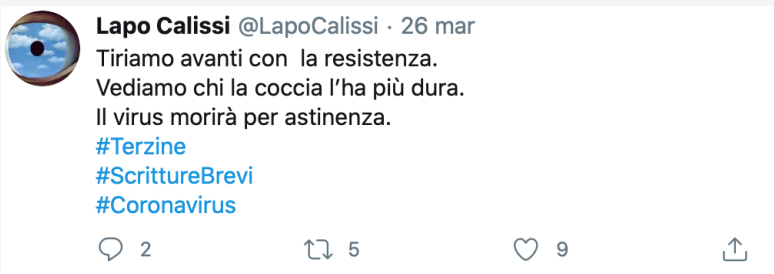 Lapo Calissi @LapoCalissi · 26 mar
Tiriamo avanti con  la resistenza.
Vediamo chi la coccia l’ha più dura.
Il virus morirà per astinenza.
#Terzine
#ScrittureBrevi
#Coronavirus
2 5 9